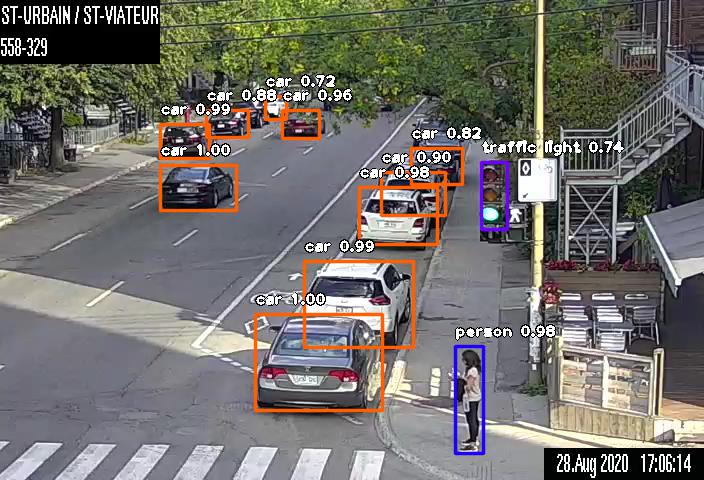 ST-URBAIN / ST-VIATEUR
558-329
car 0.72
car 0.88
car 0.96
car 0.99
car 0.82
traffic light 0.74
car 1.00
car 0.90
car 0.98
car 0.99
car 1.00
person 0.98
28.Aug 2020 17:06:14